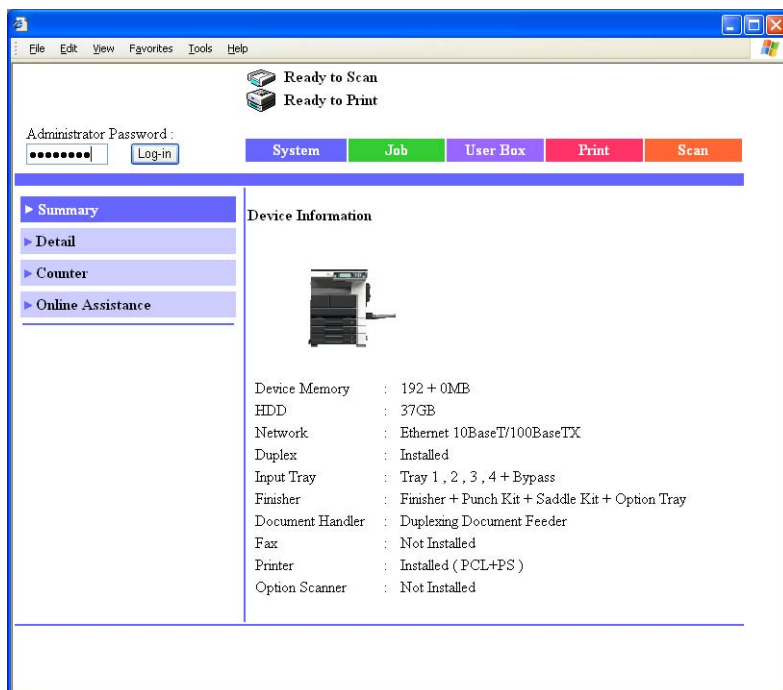 File Edit View Favorites Tools Help
Ready to Scan
Ready to Print
Administrator Password :
Log-in
System Job User Box Print Scan
Summary
Detail
Counter
Online Assistance
Device Information
Device Memory : 192 + 0MB
HDD : 37GB
Network : Ethernet 10BaseT/100BaseTX
Duplex : Installed
Input Tray : Tray 1 , 2 , 3 , 4 + Bypass
Finisher : Finisher + Punch Kit + Saddle Kit + Option Tray
Document Handler : Duplexing Document Feeder
Fax : Not Installed
Printer : Installed ( PCL+PS )
Option Scanner : Not Installed